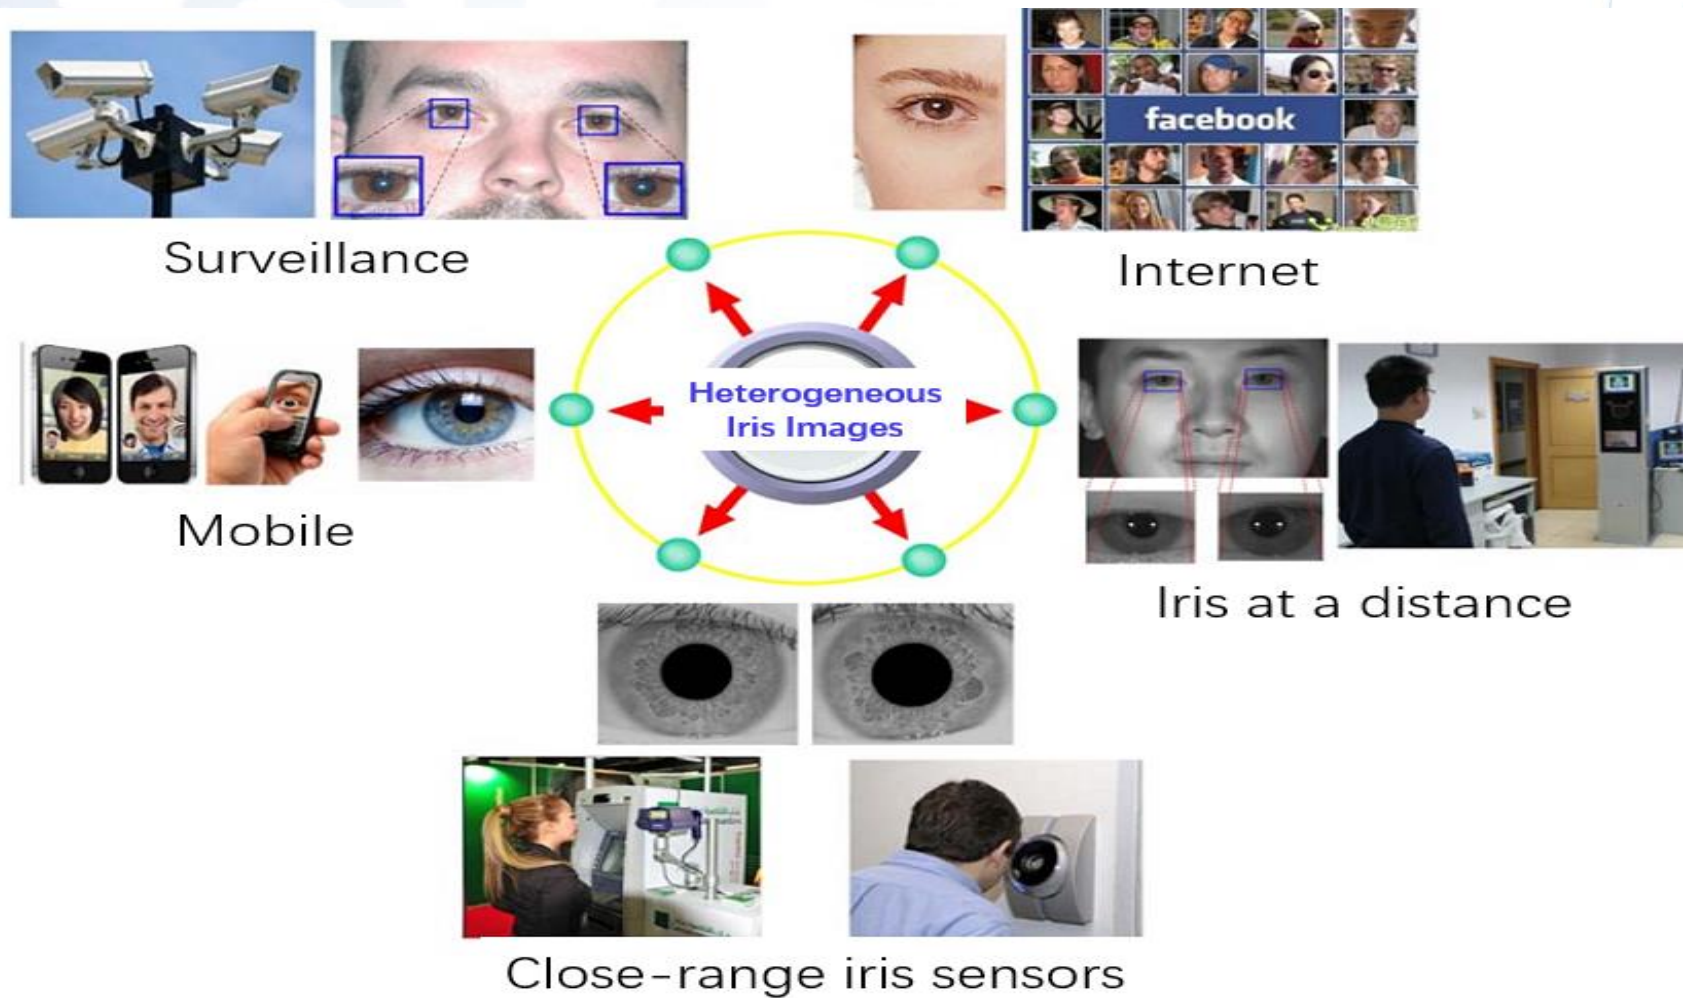 facebook
Surveillance
Internet
Heterogeneous
Iris Images
Mobile
Iris at a distance
Close-range iris sensors